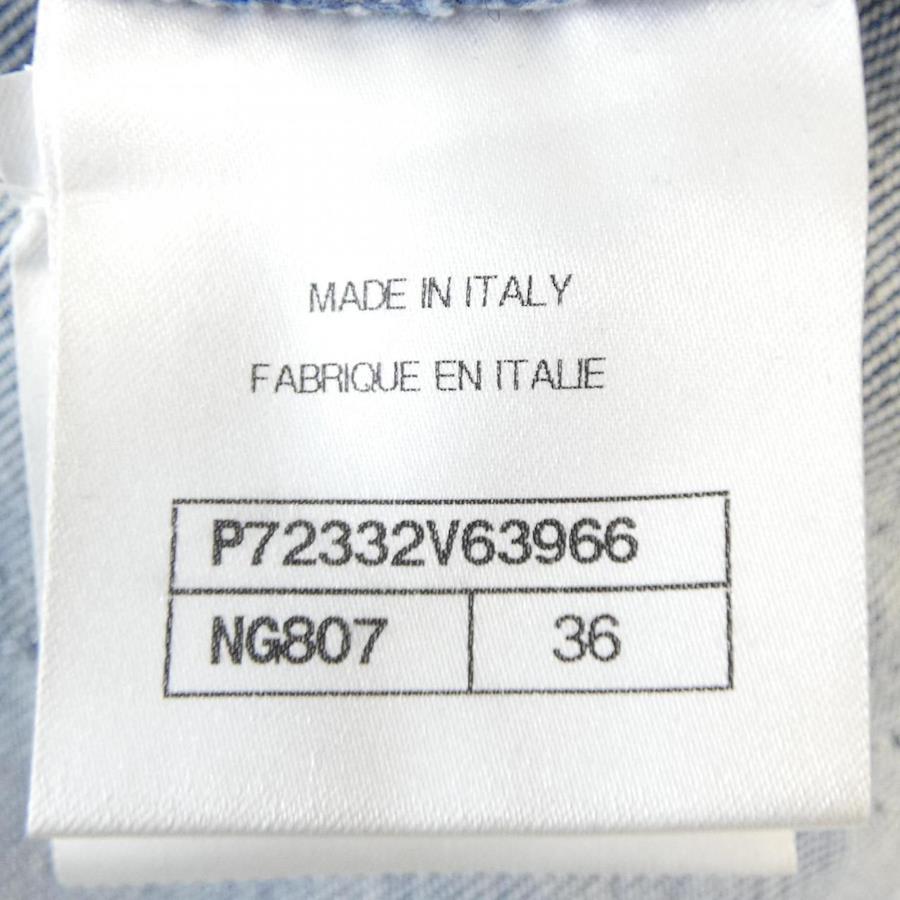 MADE IN ITALY
FABRIQUE EN ITALIE
P72332V63966
NG807 36